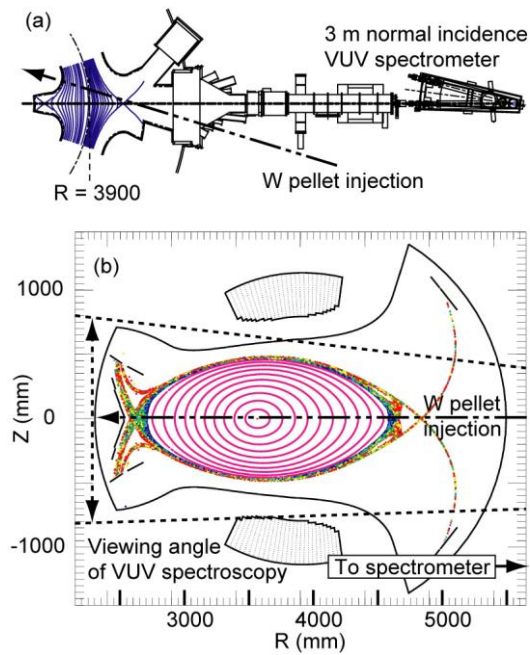 (a)
3 m normal incidence
VUV spectrometer
W pellet injection
R = 3900
(b)
1000
0
-1000
Z (mm)
W pellet
injection
Viewing angle
of VUV spectroscopy
To spectrometer
3000
4000
5000
R (mm)